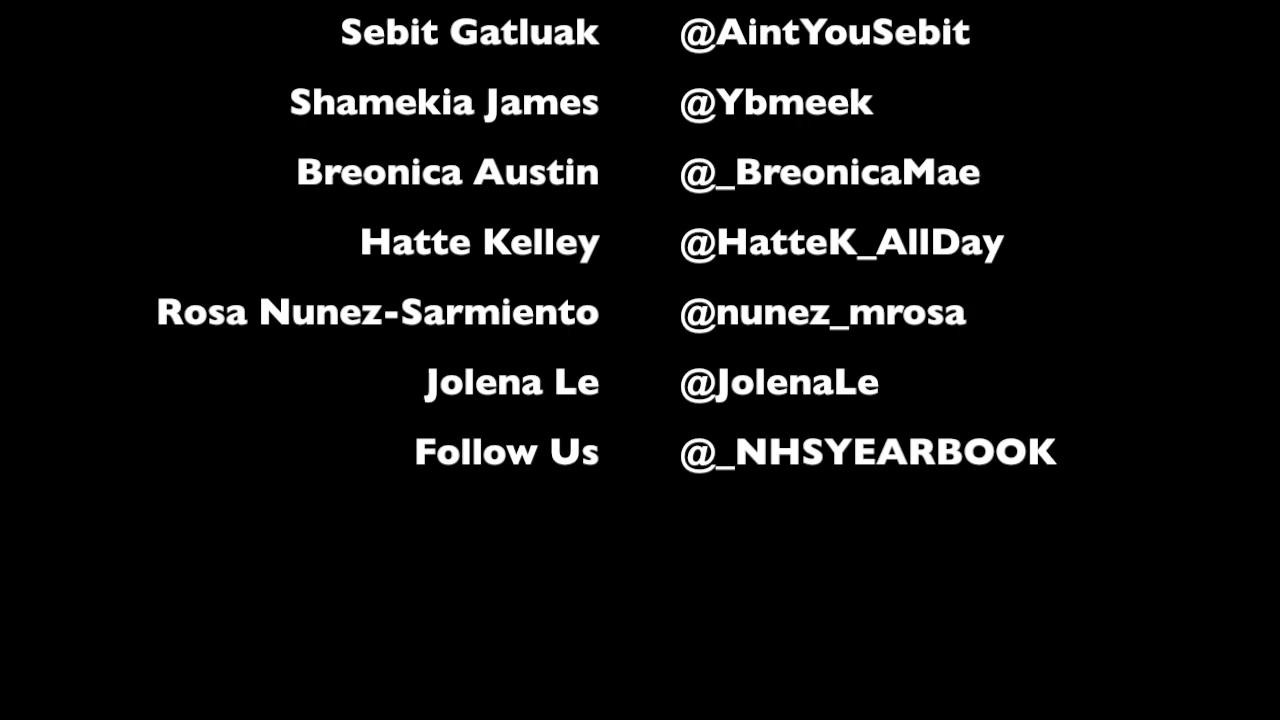 Sebit Gatluak @AintYouSebit
Shamekia James @Ybmeek
Breonica Austin @_BreonicaMae
Hatte Kelley @HatteK_AllDay
Rosa Nunez-Sarmiento @nunez_mrosa
Jolena Le @JolenaLe
Follow Us @_NHSYEARBOOK